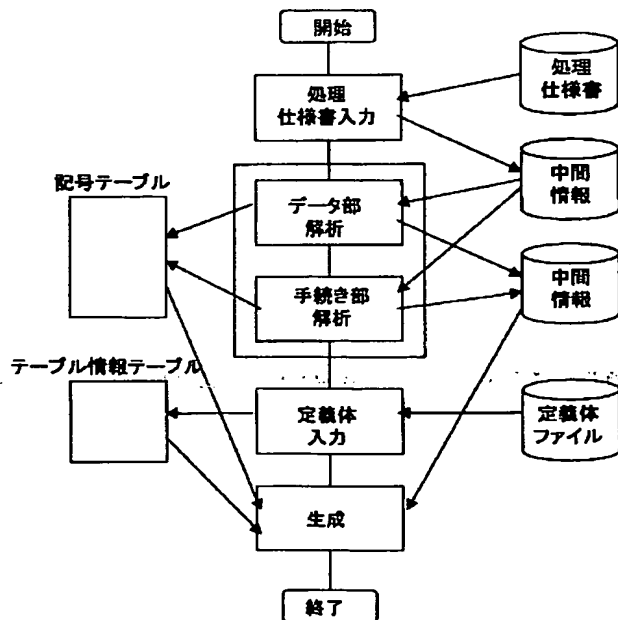 開始
処理
仕様書入力
処理
仕様書
中間
情報
記号テーブル
データ部
解析
手続き部
解析
中間
情報
テーブル情報テーブル
定義体
入力
定義体
ファイル
生成
終了